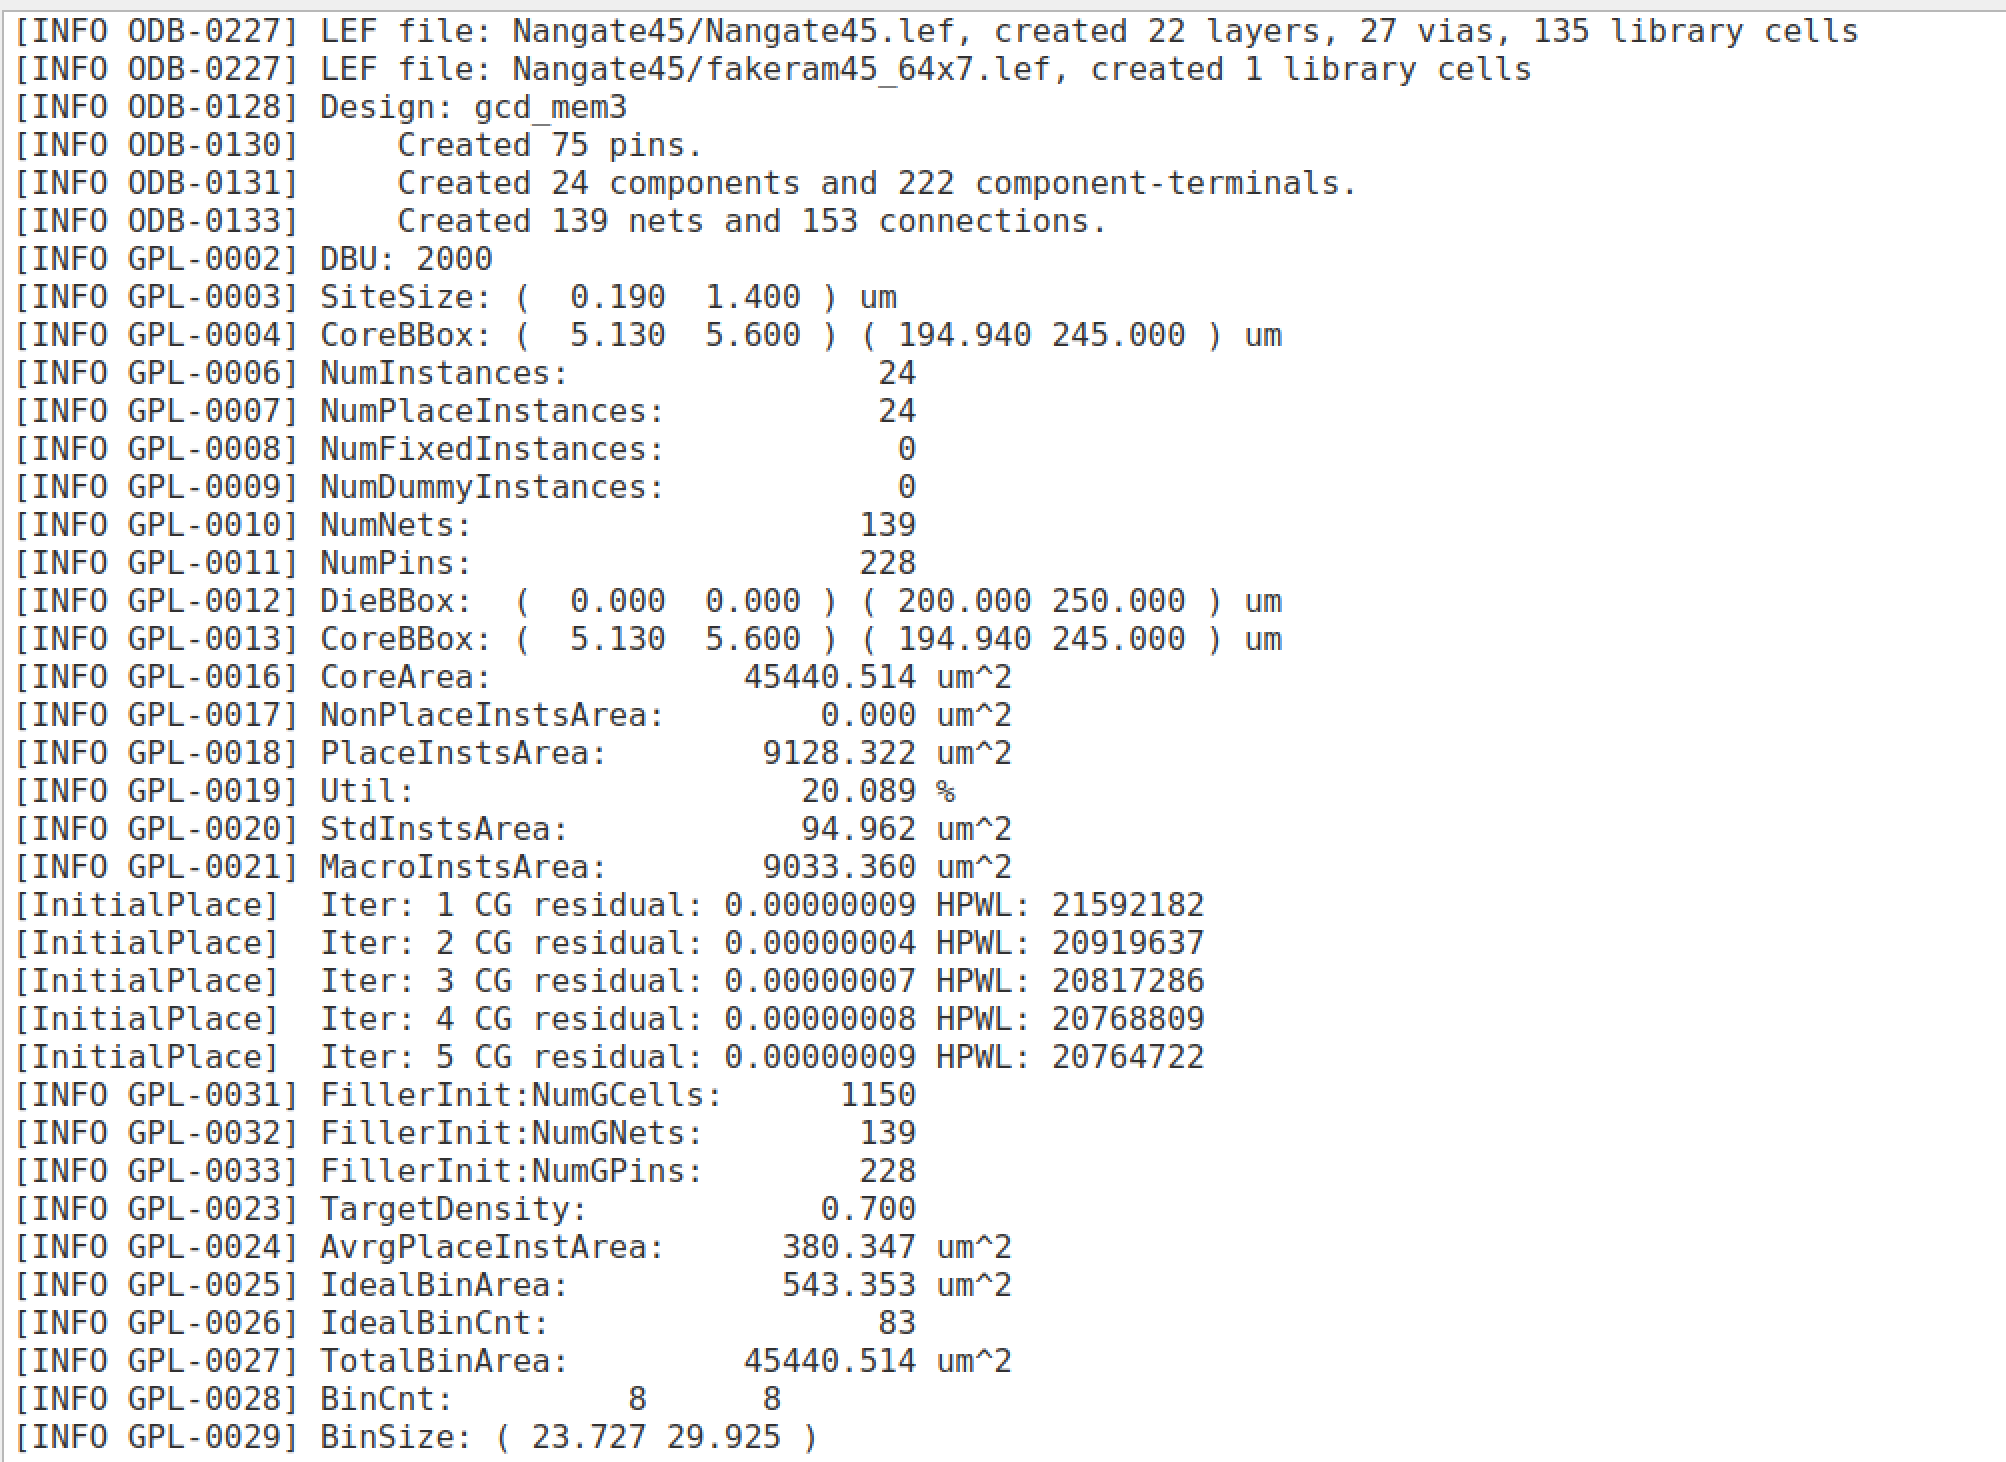 [INFO ODB-0227] LEF file: Nangate45/Nangate45.lef, created 22 layers, 27 vias, 135 library cells
[INFO ODB-0227] LEF file: Nangate45/fakeram45_64x7.lef, created 1 library cells
[INFO ODB-0128] Design: gcd_mem3
[INFO ODB-0130]     Created 75 pins.
[INFO ODB-0131]     Created 24 components and 222 component-terminals.
[INFO ODB-0133]     Created 139 nets and 153 connections.
[INFO GPL-0002] DBU: 2000
[INFO GPL-0003] SiteSize: (  0.190  1.400 ) um
[INFO GPL-0004] CoreBBox: (  5.130  5.600 ) ( 194.940 245.000 ) um
[INFO GPL-0006] NumInstances:                24
[INFO GPL-0007] NumPlaceInstances:           24
[INFO GPL-0008] NumFixedInstances:            0
[INFO GPL-0009] NumDummyInstances:            0
[INFO GPL-0010] NumNets:                    139
[INFO GPL-0011] NumPins:                    228
[INFO GPL-0012] DieBBox:  (  0.000  0.000 ) ( 200.000 250.000 ) um
[INFO GPL-0013] CoreBBox: (  5.130  5.600 ) ( 194.940 245.000 ) um
[INFO GPL-0016] CoreArea:             45440.514 um^2
[INFO GPL-0017] NonPlaceInstsArea:        0.000 um^2
[INFO GPL-0018] PlaceInstsArea:        9128.322 um^2
[INFO GPL-0019] Util:                    20.089 %
[INFO GPL-0020] StdInstsArea:            94.962 um^2
[INFO GPL-0021] MacroInstsArea:        9033.360 um^2
[InitialPlace]  Iter: 1 CG residual: 0.00000009 HPWL: 21592182
[InitialPlace]  Iter: 2 CG residual: 0.00000004 HPWL: 20919637
[InitialPlace]  Iter: 3 CG residual: 0.00000007 HPWL: 20817286
[InitialPlace]  Iter: 4 CG residual: 0.00000008 HPWL: 20768809
[InitialPlace]  Iter: 5 CG residual: 0.00000009 HPWL: 20764722
[INFO GPL-0031] FillerInit:NumGCells:      1150
[INFO GPL-0032] FillerInit:NumGNets:        139
[INFO GPL-0033] FillerInit:NumGPins:        228
[INFO GPL-0023] TargetDensity:            0.700
[INFO GPL-0024] AvrgPlaceInstArea:      380.347 um^2
[INFO GPL-0025] IdealBinArea:           543.353 um^2
[INFO GPL-0026] IdealBinCnt:                 83
[INFO GPL-0027] TotalBinArea:         45440.514 um^2
[INFO GPL-0028] BinCnt:         8      8
[INFO GPL-0029] BinSize: ( 23.727 29.925 )